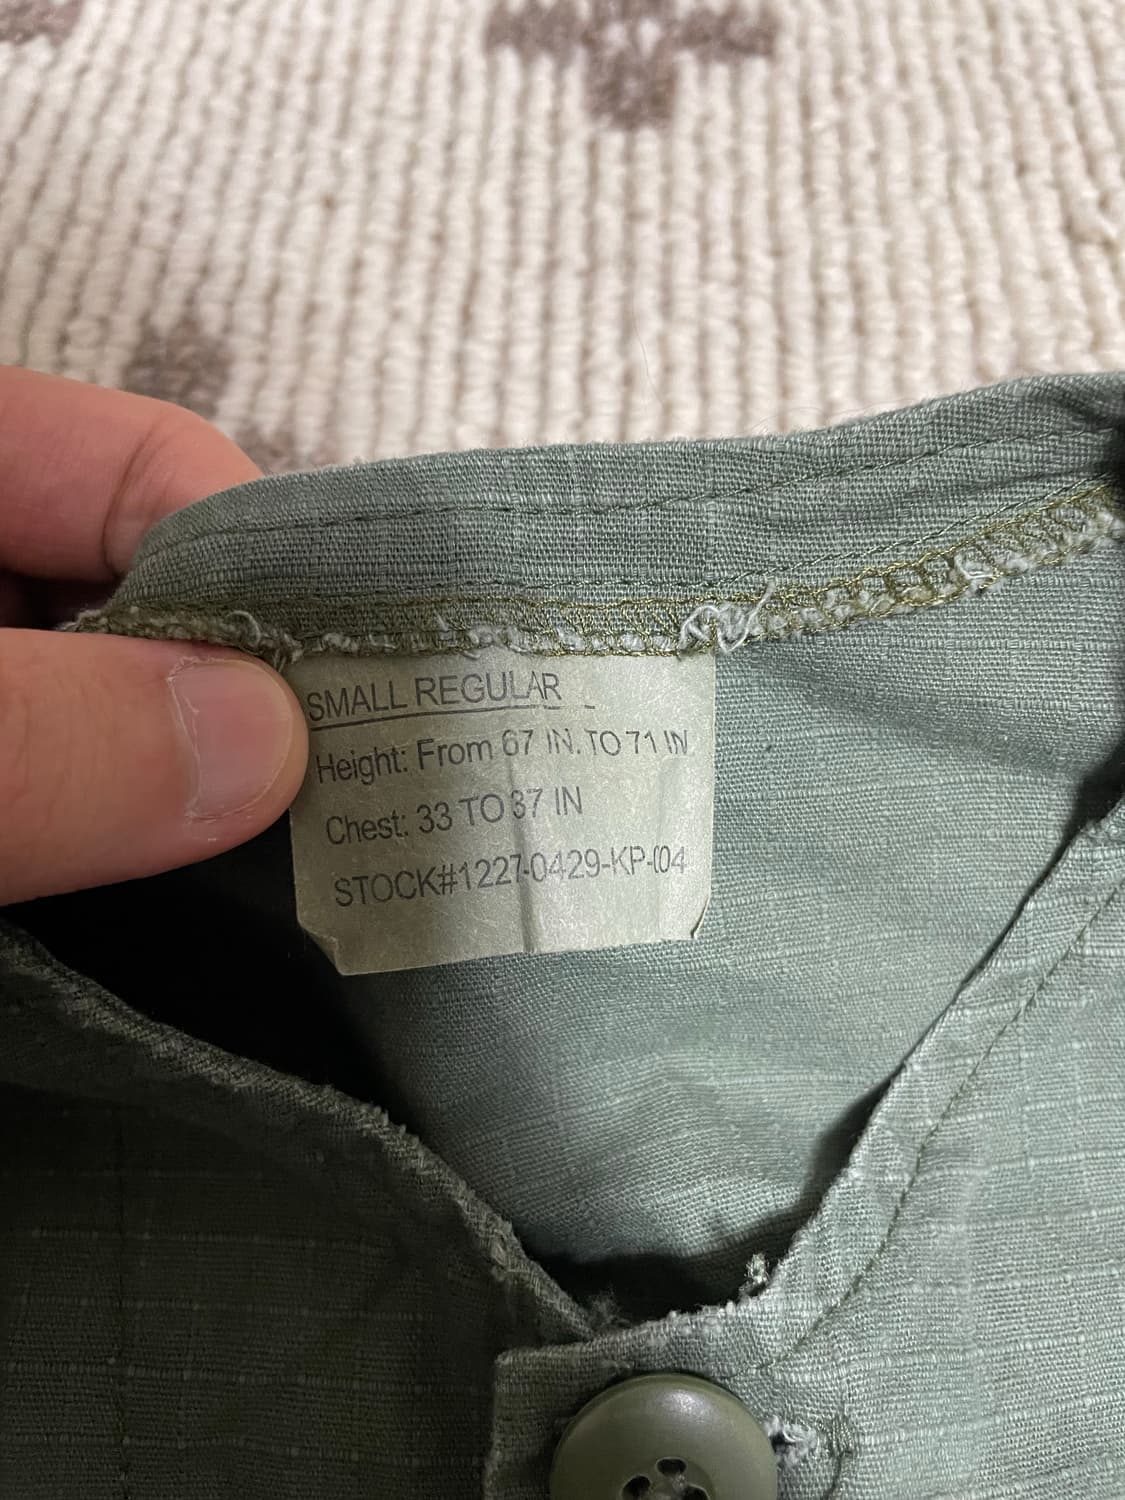 SMALL REGULAR
Height: From 67 IN. TO 71 IN
Chest: 33 TO 37 IN
STOCK#1227-0429-KP-004